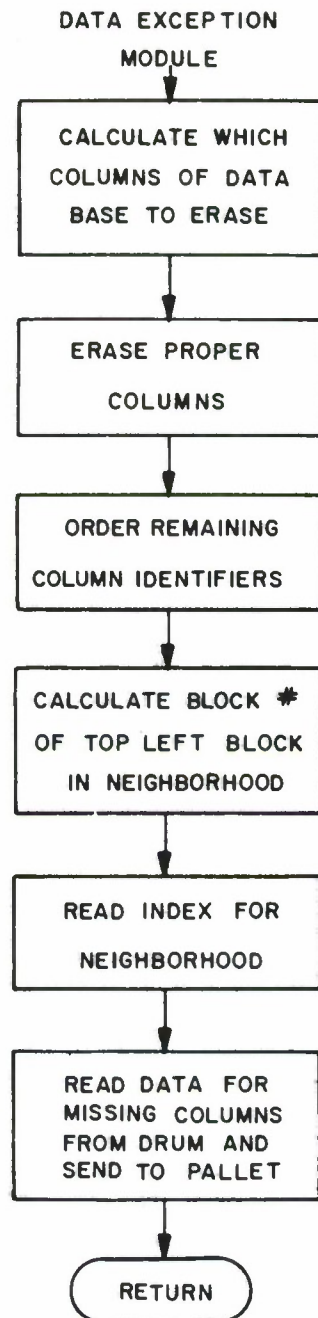 DATA EXCEPTION
MODULE
CALCULATE WHICH
COLUMNS OF DATA
BASE TO ERASE
ERASE PROPER
COLUMNS
ORDER REMAINING
COLUMN IDENTIFIERS
CALCULATE BLOCK #
OF TOP LEFT BLOCK
IN NEIGHBORHOOD
READ INDEX FOR
NEIGHBORHOOD
READ DATA FOR
MISSING COLUMNS
FROM DRUM AND
SEND TO PALLET
RETURN